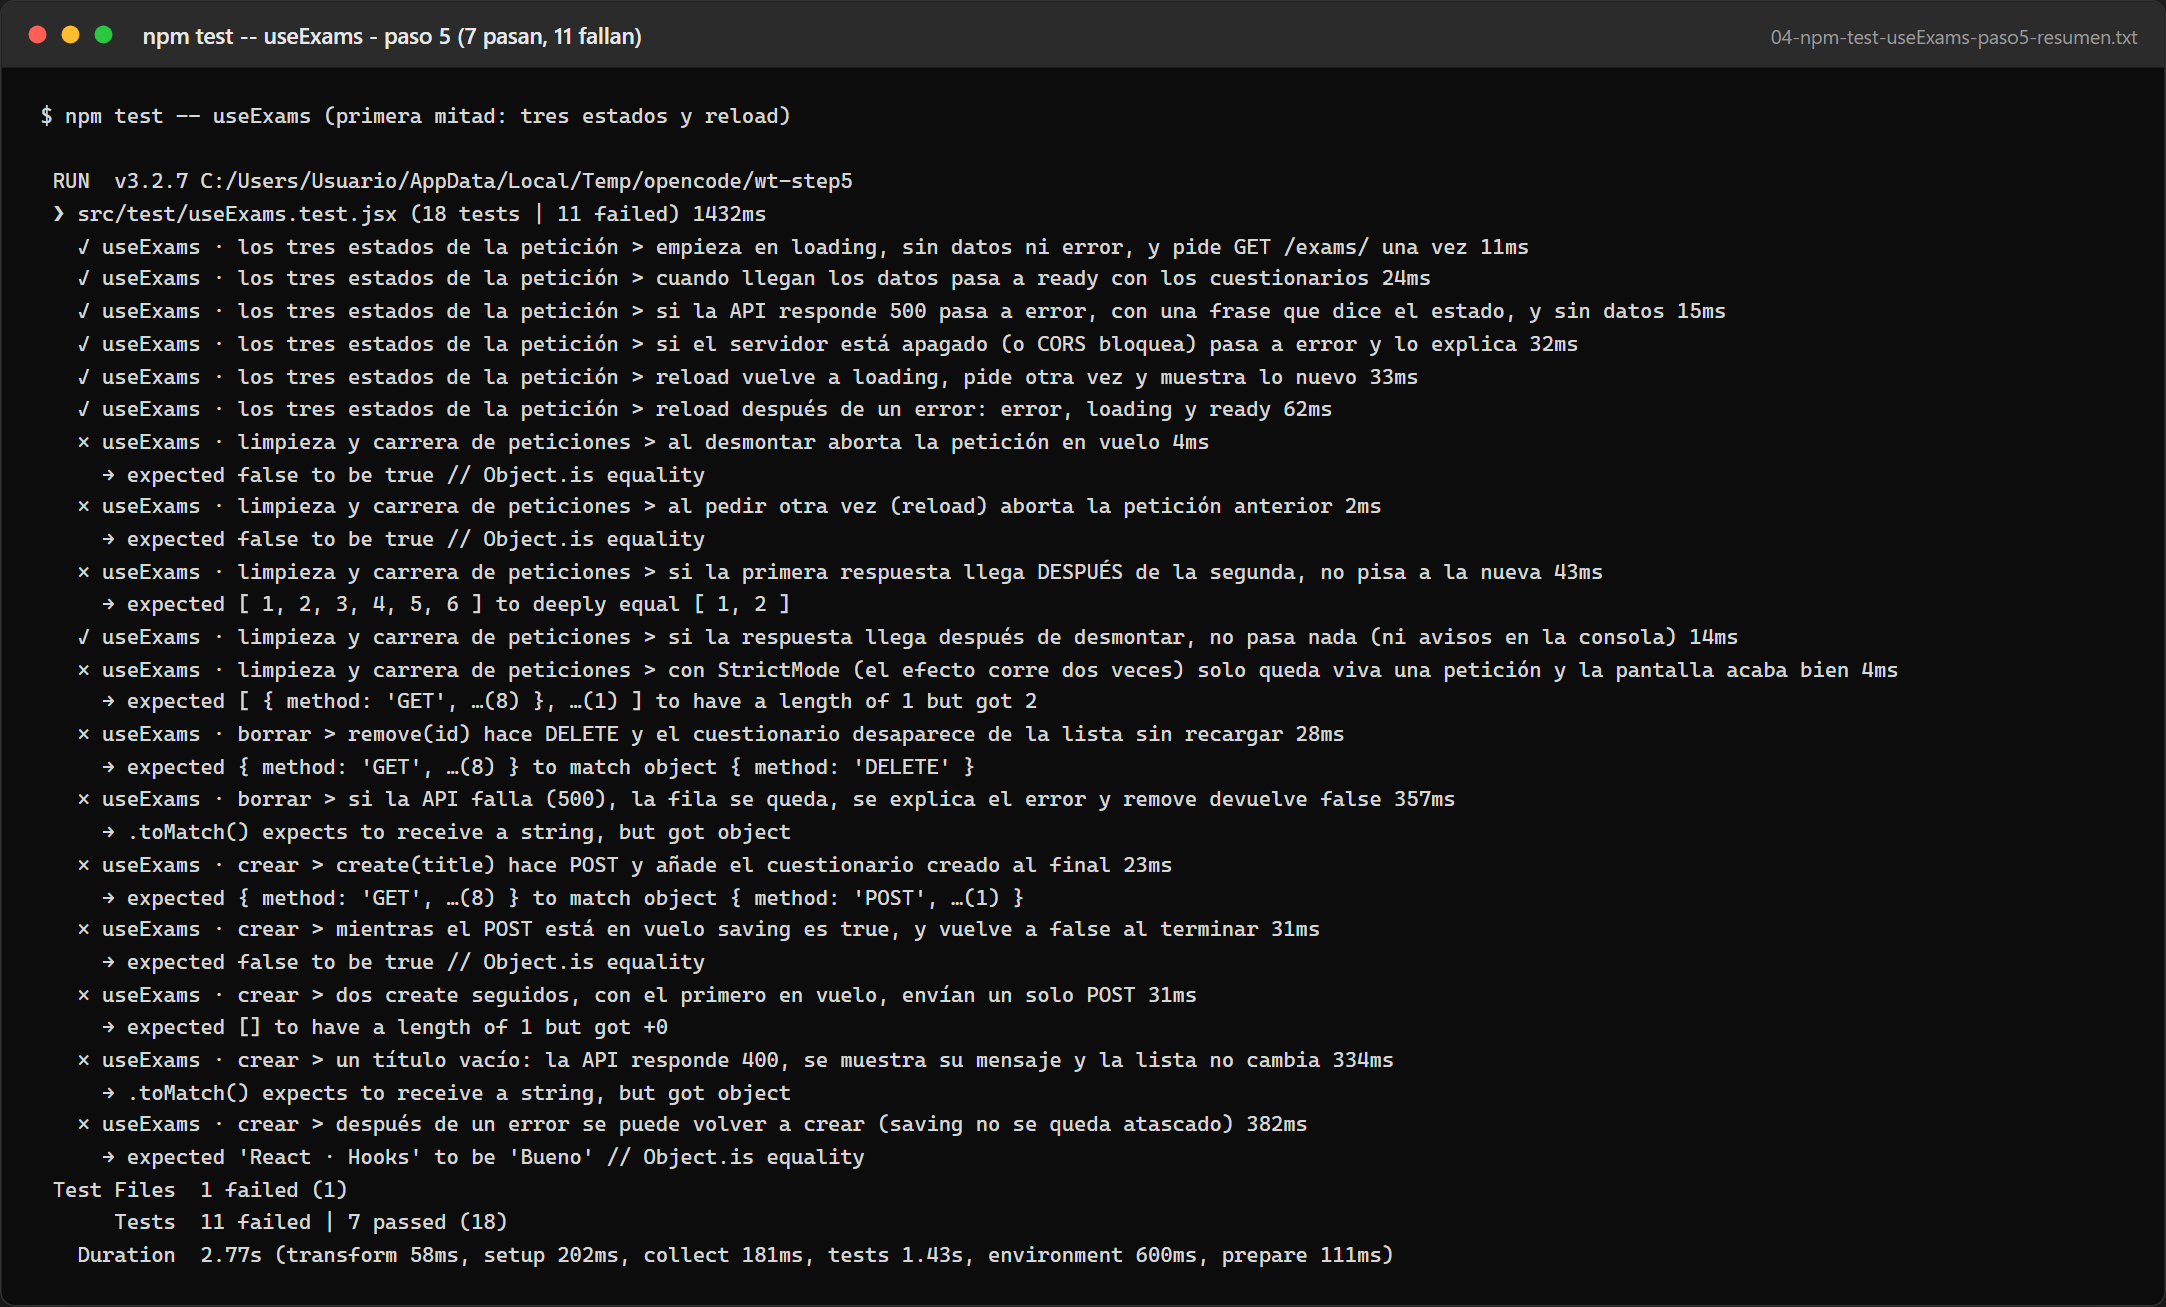 npm test -- useExams - paso 5 (7 pasan, 11 fallan)
04-npm-test-useExams-paso5-resumen.txt
$ npm test -- useExams (primera mitad: tres estados y reload)
RUN  v3.2.7 C:/Users/Usuario/AppData/Local/Temp/opencode/wt-step5
❯ src/test/useExams.test.jsx (18 tests | 11 failed) 1432ms
✓ useExams · los tres estados de la petición > empieza en loading, sin datos ni error, y pide GET /exams/ una vez 11ms
✓ useExams · los tres estados de la petición > cuando llegan los datos pasa a ready con los cuestionarios 24ms
✓ useExams · los tres estados de la petición > si la API responde 500 pasa a error, con una frase que dice el estado, y sin datos 15ms
✓ useExams · los tres estados de la petición > si el servidor está apagado (o CORS bloquea) pasa a error y lo explica 32ms
✓ useExams · los tres estados de la petición > reload vuelve a loading, pide otra vez y muestra lo nuevo 33ms
✓ useExams · los tres estados de la petición > reload después de un error: error, loading y ready 62ms
× useExams · limpieza y carrera de peticiones > al desmontar aborta la petición en vuelo 4ms
→ expected false to be true // Object.is equality
× useExams · limpieza y carrera de peticiones > al pedir otra vez (reload) aborta la petición anterior 2ms
→ expected false to be true // Object.is equality
× useExams · limpieza y carrera de peticiones > si la primera respuesta llega DESPUÉS de la segunda, no pisa a la nueva 43ms
→ expected [ 1, 2, 3, 4, 5, 6 ] to deeply equal [ 1, 2 ]
✓ useExams · limpieza y carrera de peticiones > si la respuesta llega después de desmontar, no pasa nada (ni avisos en la consola) 14ms
× useExams · limpieza y carrera de peticiones > con StrictMode (el efecto corre dos veces) solo queda viva una petición y la pantalla acaba bien 4ms
→ expected [ { method: 'GET', …(8) }, …(1) ] to have a length of 1 but got 2
× useExams · borrar > remove(id) hace DELETE y el cuestionario desaparece de la lista sin recargar 28ms
→ expected { method: 'GET', …(8) } to match object { method: 'DELETE' }
× useExams · borrar > si la API falla (500), la fila se queda, se explica el error y remove devuelve false 357ms
→ .toMatch() expects to receive a string, but got object
× useExams · crear > create(title) hace POST y añade el cuestionario creado al final 23ms
→ expected { method: 'GET', …(8) } to match object { method: 'POST', …(1) }
× useExams · crear > mientras el POST está en vuelo saving es true, y vuelve a false al terminar 31ms
→ expected false to be true // Object.is equality
× useExams · crear > dos create seguidos, con el primero en vuelo, envían un solo POST 31ms
→ expected [] to have a length of 1 but got +0
× useExams · crear > un título vacío: la API responde 400, se muestra su mensaje y la lista no cambia 334ms
→ .toMatch() expects to receive a string, but got object
× useExams · crear > después de un error se puede volver a crear (saving no se queda atascado) 382ms
→ expected 'React · Hooks' to be 'Bueno' // Object.is equality
Test Files  1 failed (1)
Tests  11 failed | 7 passed (18)
Duration  2.77s (transform 58ms, setup 202ms, collect 181ms, tests 1.43s, environment 600ms, prepare 111ms)